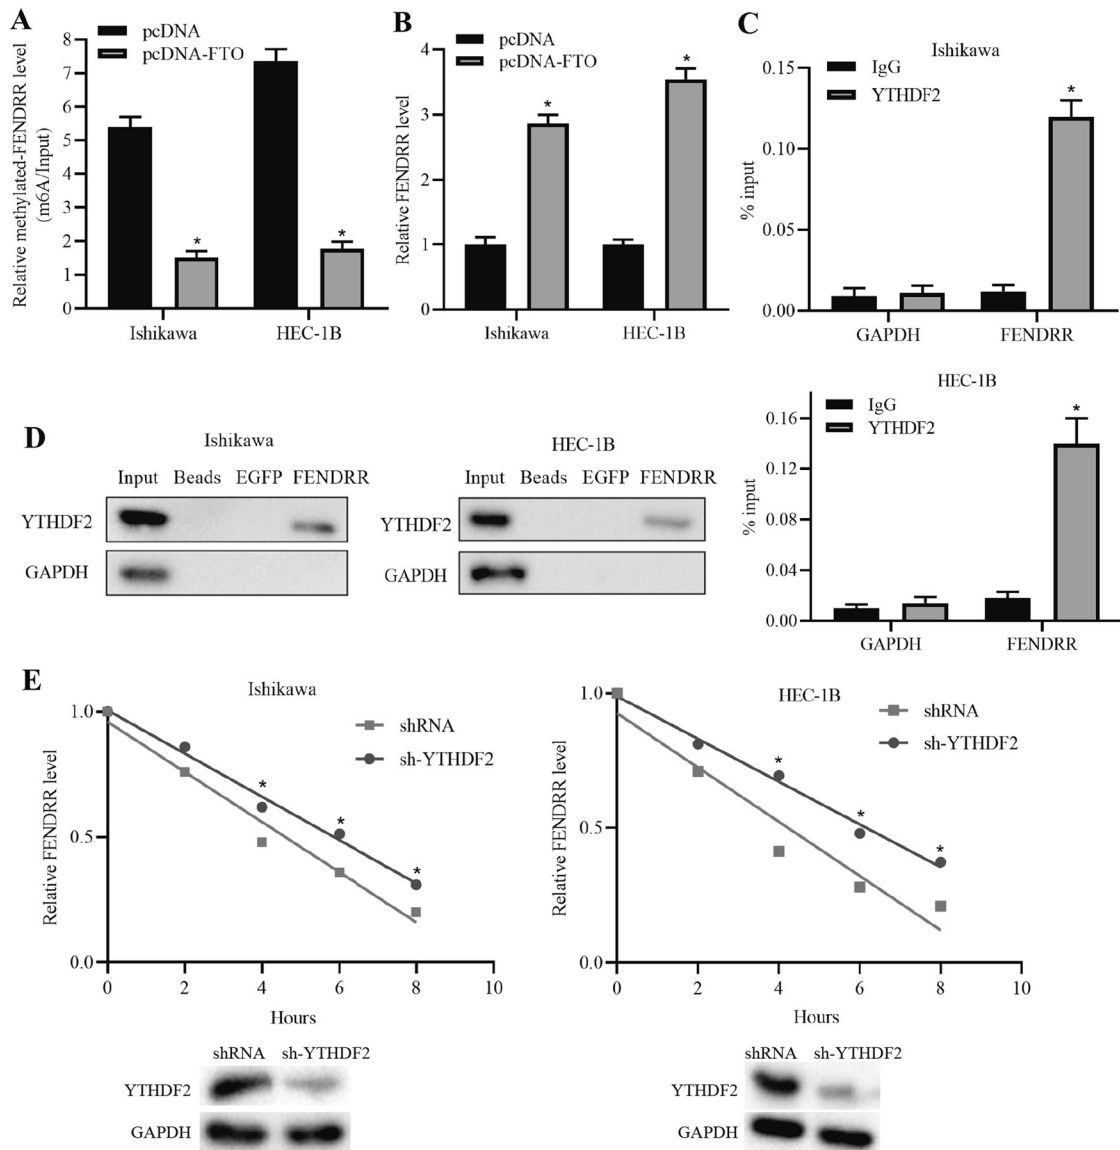 A
pcDNA
pcDNA-FTO
Relative methylated-FENDRR level
(m6A/Input)
8
7
6
5
4
3
2
1
0
*
*
Ishikawa
HEC-1B
B
pcDNA
pcDNA-FTO
Relative FENDRR level
4
3
2
1
0
*
*
Ishikawa
HEC-1B
C
Ishikawa
IgG
YTHDF2
% input
0.15
0.10
0.05
0.00
*
GAPDH
FENDRR
HEC-1B
IgG
YTHDF2
% input
0.16
0.12
0.08
0.04
0.00
*
GAPDH
FENDRR
D
Ishikawa
Input Beads EGFP FENDRR
YTHDF2
GAPDH
HEC-1B
Input Beads EGFP FENDRR
YTHDF2
GAPDH
E
Ishikawa
shRNA
sh-YTHDF2
Relative FENDRR level
1.0
0.5
0.0
*
*
*
0 2 4 6 8 10
Hours
shRNA sh-YTHDF2
YTHDF2
GAPDH
HEC-1B
shRNA
sh-YTHDF2
Relative FENDRR level
1.0
0.5
0.0
*
*
*
0 2 4 6 8 10
Hours
shRNA sh-YTHDF2
YTHDF2
GAPDH